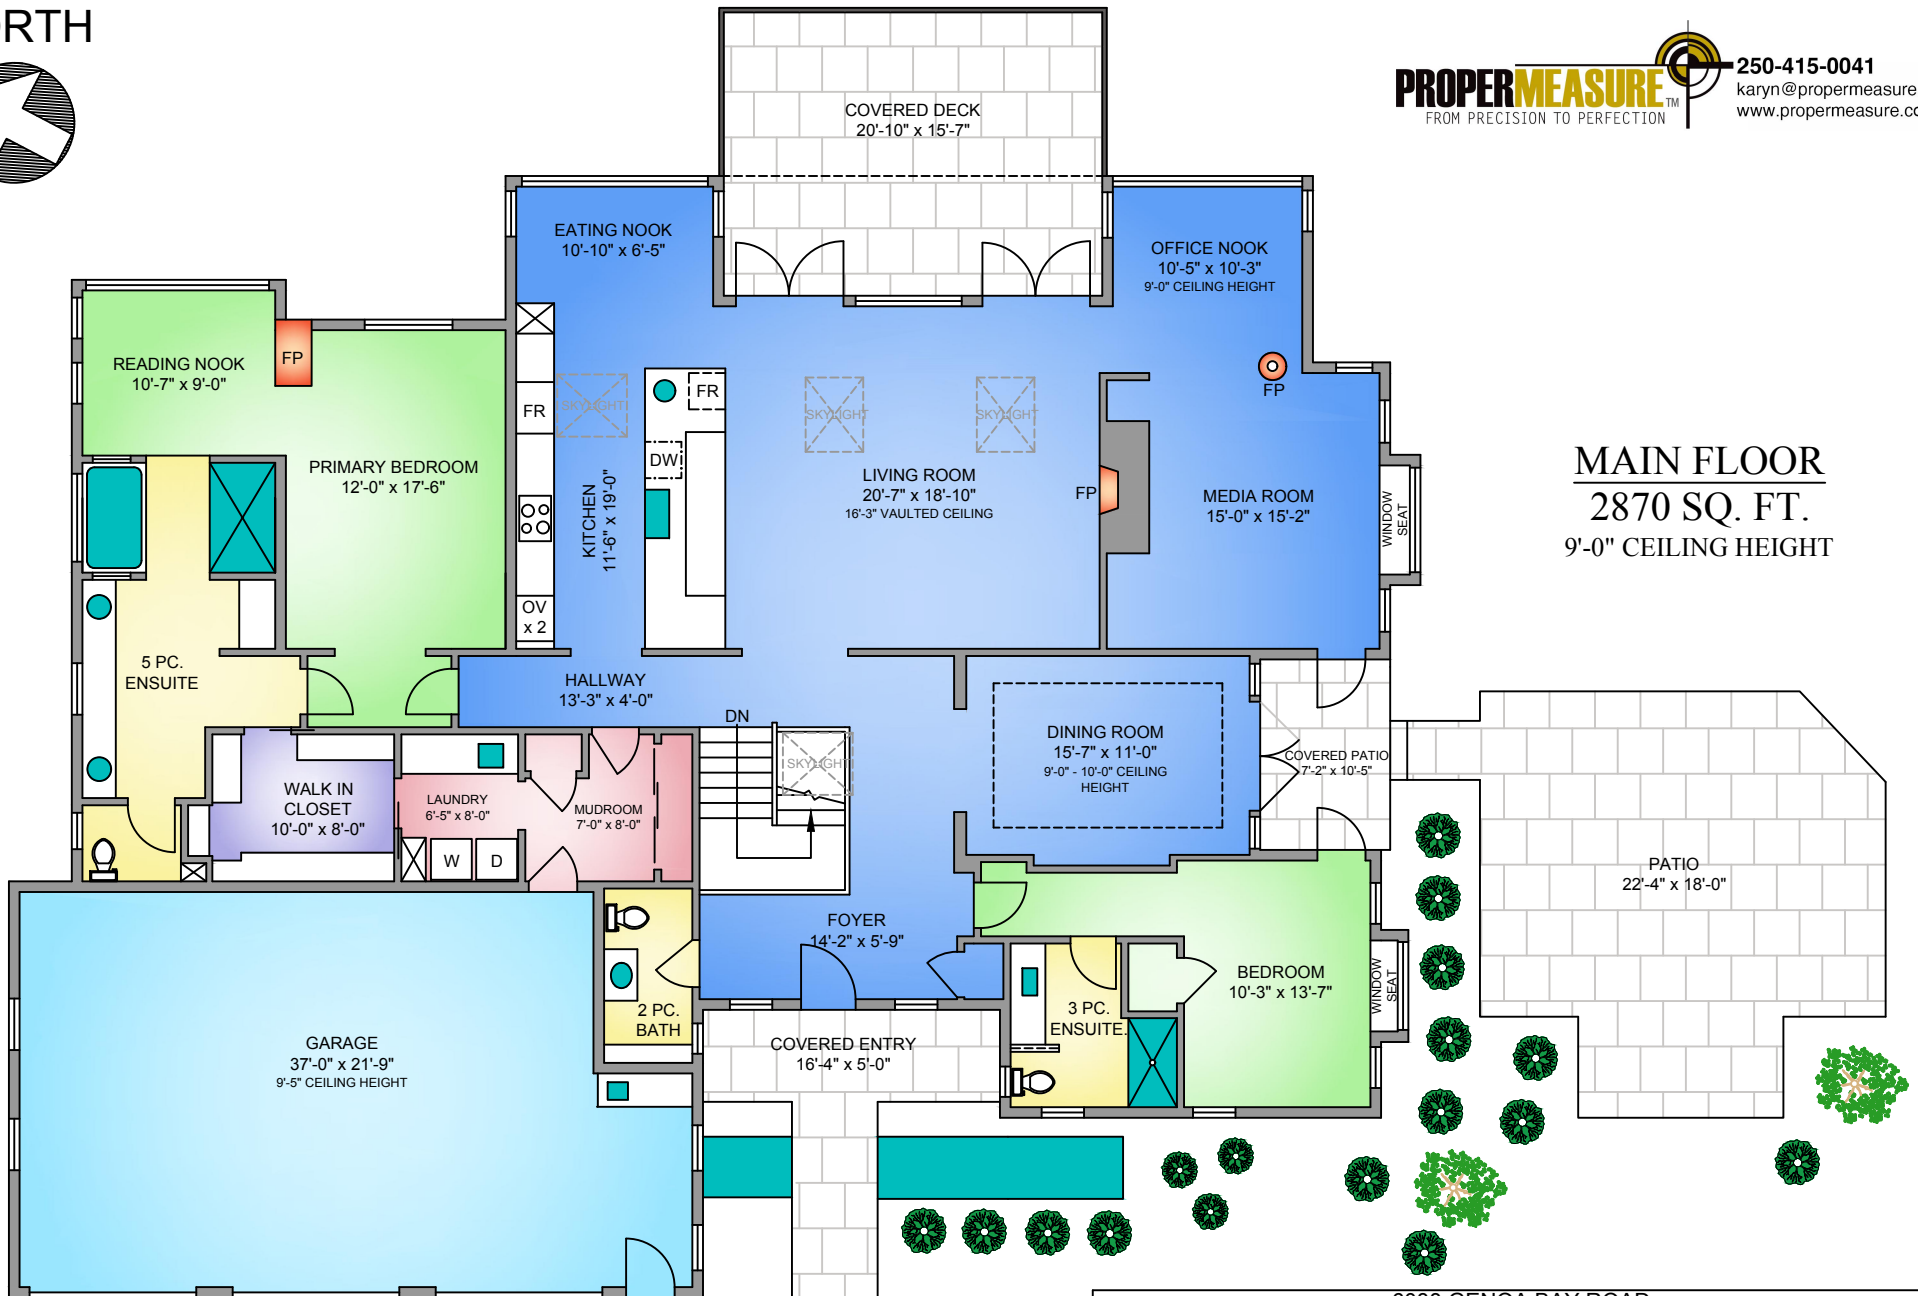 250-415-0041
PROPERMEASURE™
karyn@propermeasure
FROM PRECISION TO PERFECTION
COVERED DECK
20'-10" x 15'-7"
EATING NOOK
10'-10" x 6'-5"
OFFICE NOOK
10'-5" x 10'-3"
9'-0" CEILING HEIGHT
READING NOOK
10'-7" x 9'-0"
FP
FP
FR
FR
SKYLIGHT
SKYLIGHT
SKYLIGHT
MAIN FLOOR
2870 SQ. FT.
9'-0" CEILING HEIGHT
PRIMARY BEDROOM
12'-0" x 17'-6"
DW
KITCHEN
11'-6" x 19'-0"
LIVING ROOM
20'-7" x 18'-10"
16'-3" VAULTED CEILING
FP
MEDIA ROOM
15'-0" x 15'-2"
WINDOW
SEAT
OV
x 2
5 PC.
ENSUITE
HALLWAY
13'-3" x 4'-0"
DN
SKYLIGHT
DINING ROOM
15'-7" x 11'-0"
9'-0" - 10'-0" CEILING
HEIGHT
COVERED PATIO
7'-2" x 10'-5"
WALK IN
CLOSET
10'-0" x 8'-0"
LAUNDRY
6'-5" x 8'-0"
MUDROOM
7'-0" x 8'-0"
W
D
PATIO
22'-4" x 18'-0"
FOYER
14'-2" x 5'-9"
BEDROOM
10'-3" x 13'-7"
WINDOW
SEAT
2 PC.
BATH
3 PC.
ENSUITE
GARAGE
37'-0" x 21'-9"
9'-5" CEILING HEIGHT
COVERED ENTRY
16'-4" x 5'-0"
GENOA BAY ROAD